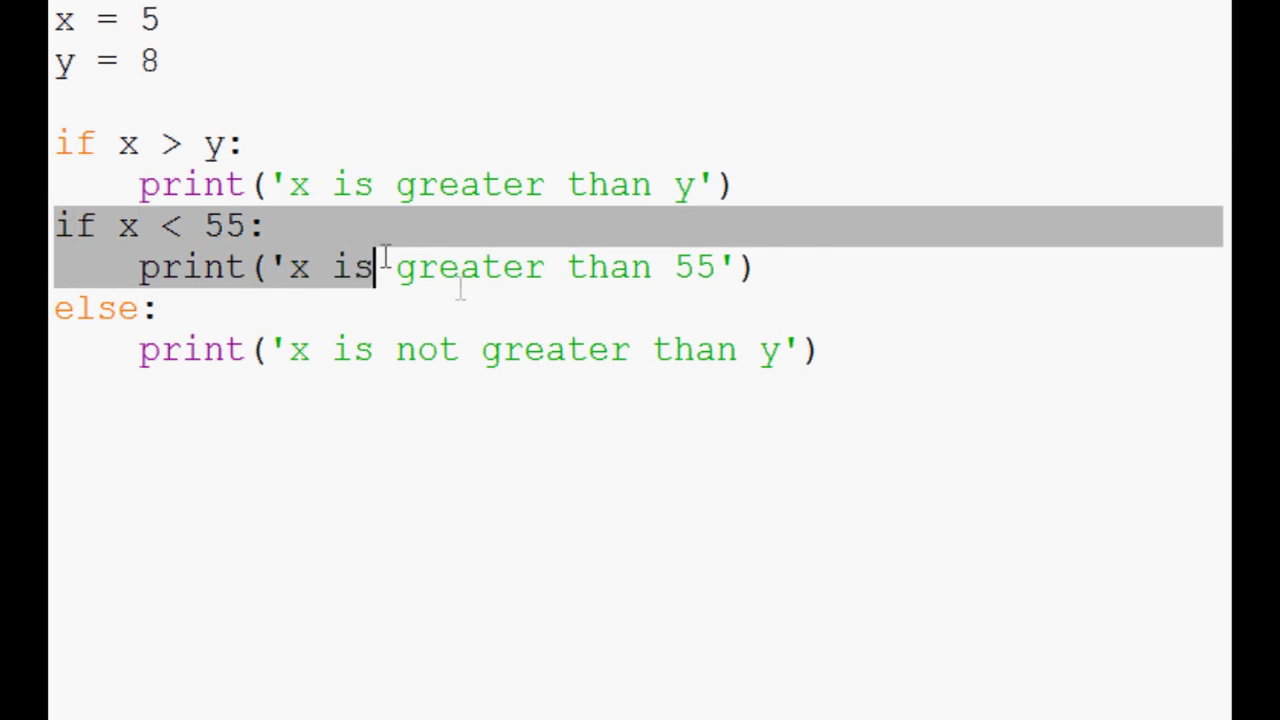 x = 5
y = 8
if x > y:
    print('x is greater than y')
if x < 55:
    print('x is greater than 55')
else:
    print('x is not greater than y')